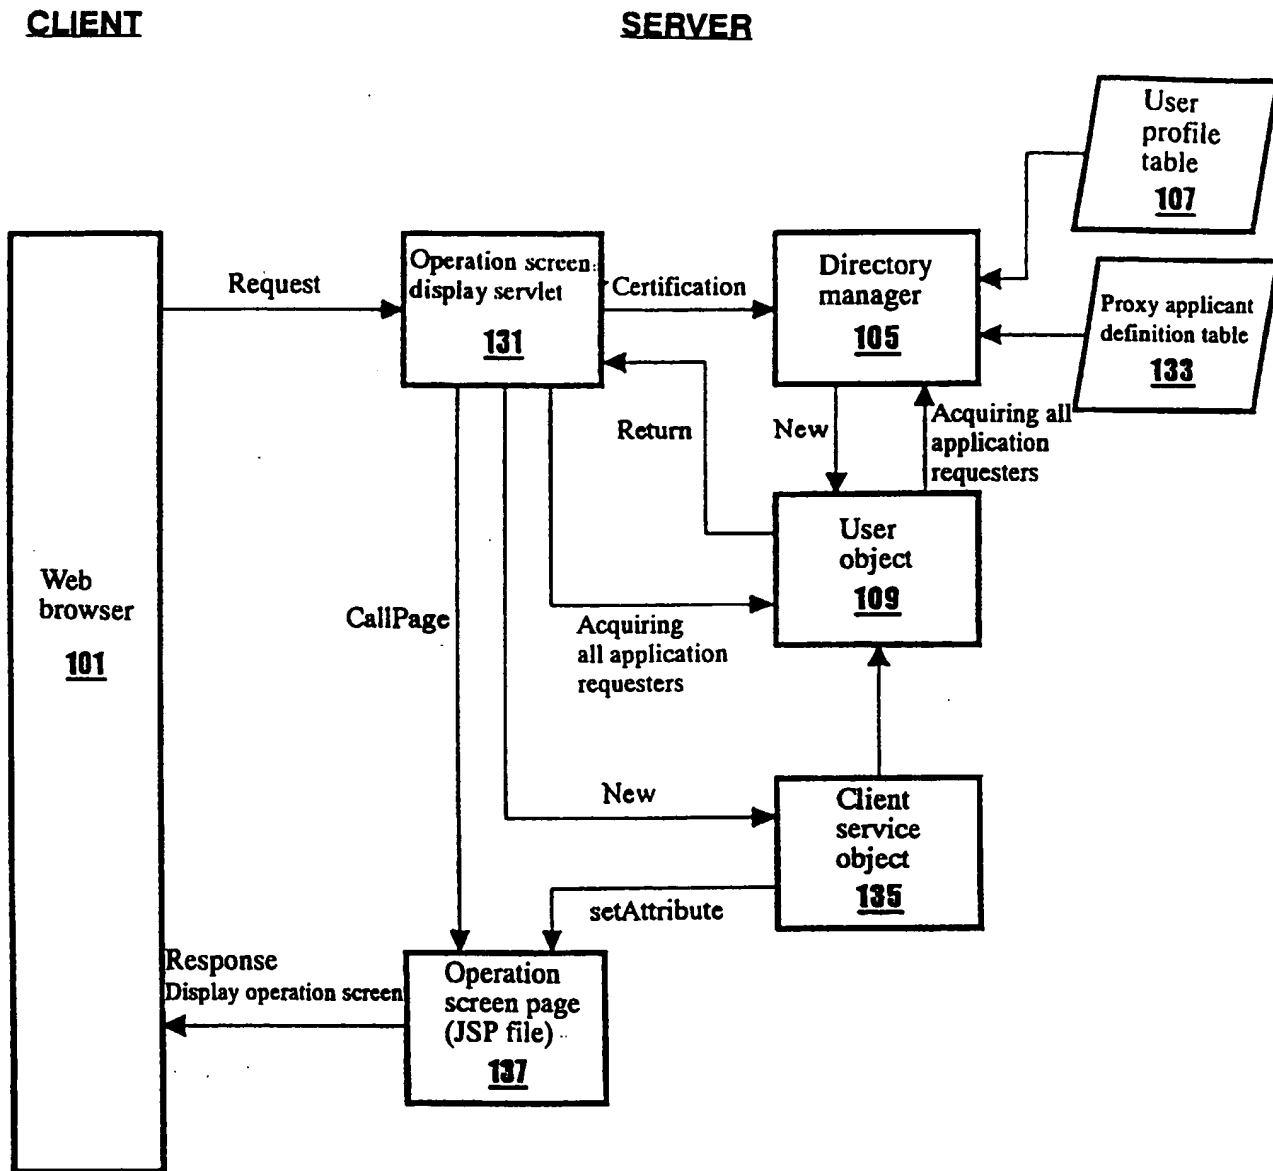 CLIENT
SERVER
User
profile
table
107
Request
Operation screen
display servlet
131
Certification
Directory
manager
105
Proxy applicant
definition table
133
Return
New
Acquiring all
application
requesters
User
object
109
Web
browser
101
CallPage
Acquiring
all application
requesters
New
Client
service
object
135
setAttribute
Response
Display operation screen
Operation
screen page
(JSP file)
137